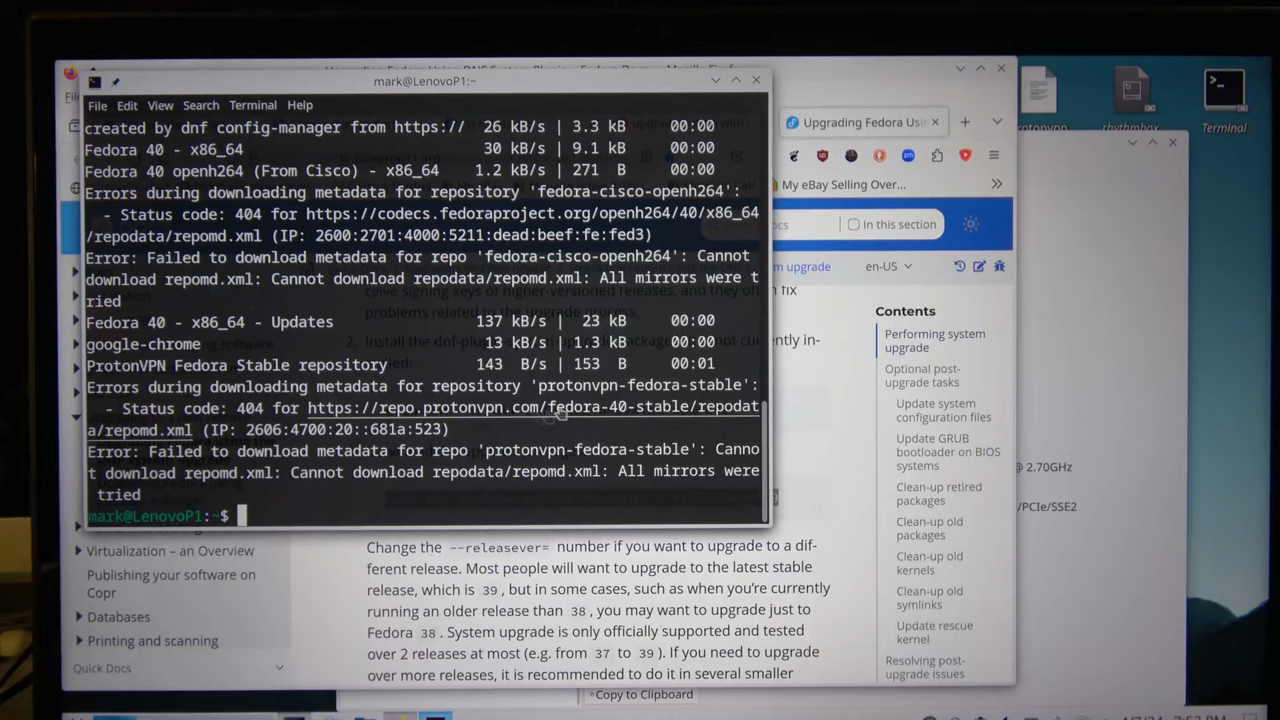 mark@LenovoP1:~
File Edit View Search Terminal Help
created by dnf config-manager from https:// 26 kB/s | 3.3 kB 00:00
Fedora 40 - x86_64 30 kB/s | 9.1 kB 00:00
Fedora 40 openh264 (From Cisco) - x86_64 1.2 kB/s | 271 B 00:00
Errors during downloading metadata for repository 'fedora-cisco-openh264':
- Status code: 404 for https://codecs.fedoraproject.org/openh264/40/x86_64
/repodata/repomd.xml (IP: 2600:2701:4000:5211:dead:beef:fe:fed3)
Error: Failed to download metadata for repo 'fedora-cisco-openh264': Cannot
download repomd.xml: Cannot download repodata/repomd.xml: All mirrors were t
ried
Fedora 40 - x86_64 - Updates 137 kB/s | 23 kB 00:00
google-chrome 13 kB/s | 1.3 kB 00:00
ProtonVPN Fedora Stable repository 143 B/s | 153 B 00:01
Errors during downloading metadata for repository 'protonvpn-fedora-stable':
- Status code: 404 for https://repo.protonvpn.com/fedora-40-stable/repodat
a/repomd.xml (IP: 2606:4700:20::681a:523)
Error: Failed to download metadata for repo 'protonvpn-fedora-stable': Canno
t download repomd.xml: Cannot download repodata/repomd.xml: All mirrors were
tried
mark@LenovoP1:~$
Upgrading Fedora Usin
My eBay Selling Over...
ocs
In this section
m upgrade
en-US
fix
ently in-
Virtualization – an Overview
Publishing your software on
Copr
Databases
Printing and scanning
Quick Docs
Change the --releasever= number if you want to upgrade to a dif-
ferent release. Most people will want to upgrade to the latest stable
release, which is 39, but in some cases, such as when you're currently
running an older release than 38, you may want to upgrade just to
Fedora 38. System upgrade is only officially supported and tested
over 2 releases at most (e.g. from 37 to 39). If you need to upgrade
over more releases, it is recommended to do it in several smaller
Contents
Performing system
upgrade
Optional post-
upgrade tasks
Update system
configuration files
Update GRUB
bootloader on BIOS
systems
Clean-up retired
packages
Clean-up old
packages
Clean-up old
kernels
Clean-up old
symlinks
Update rescue
kernel
Resolving post-
upgrade issues
@ 2.70GHz
/PCIe/SSE2
Copy to Clipboard
rhythmbox
Terminal